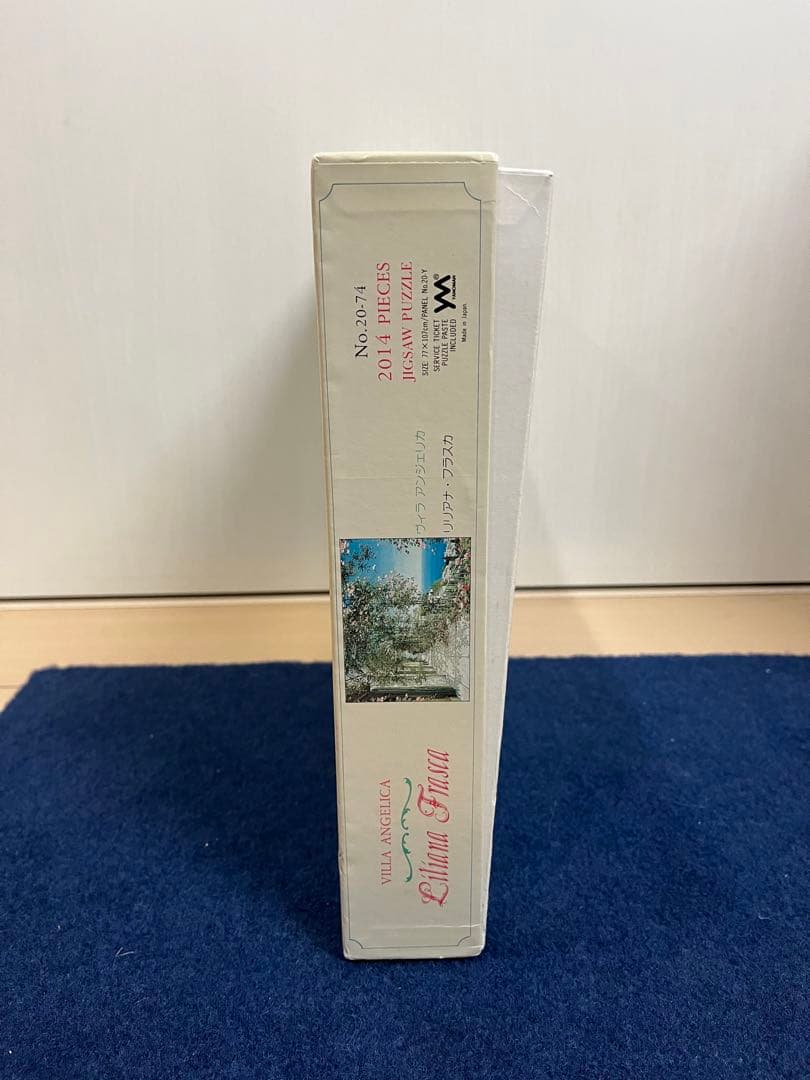 VILLA ANGELICA
Liliana Frasca
ヴィラ アンジェリカ
リリアナ・フラスカ
No.20-74
2014 PIECES
JIGSAW PUZZLE
SIZE 77×107cm/PANEL No.20-Y
SERVICE TICKET
PUZZLE PASTE
INCLUDED
YANOMAN
®
Made in Japan